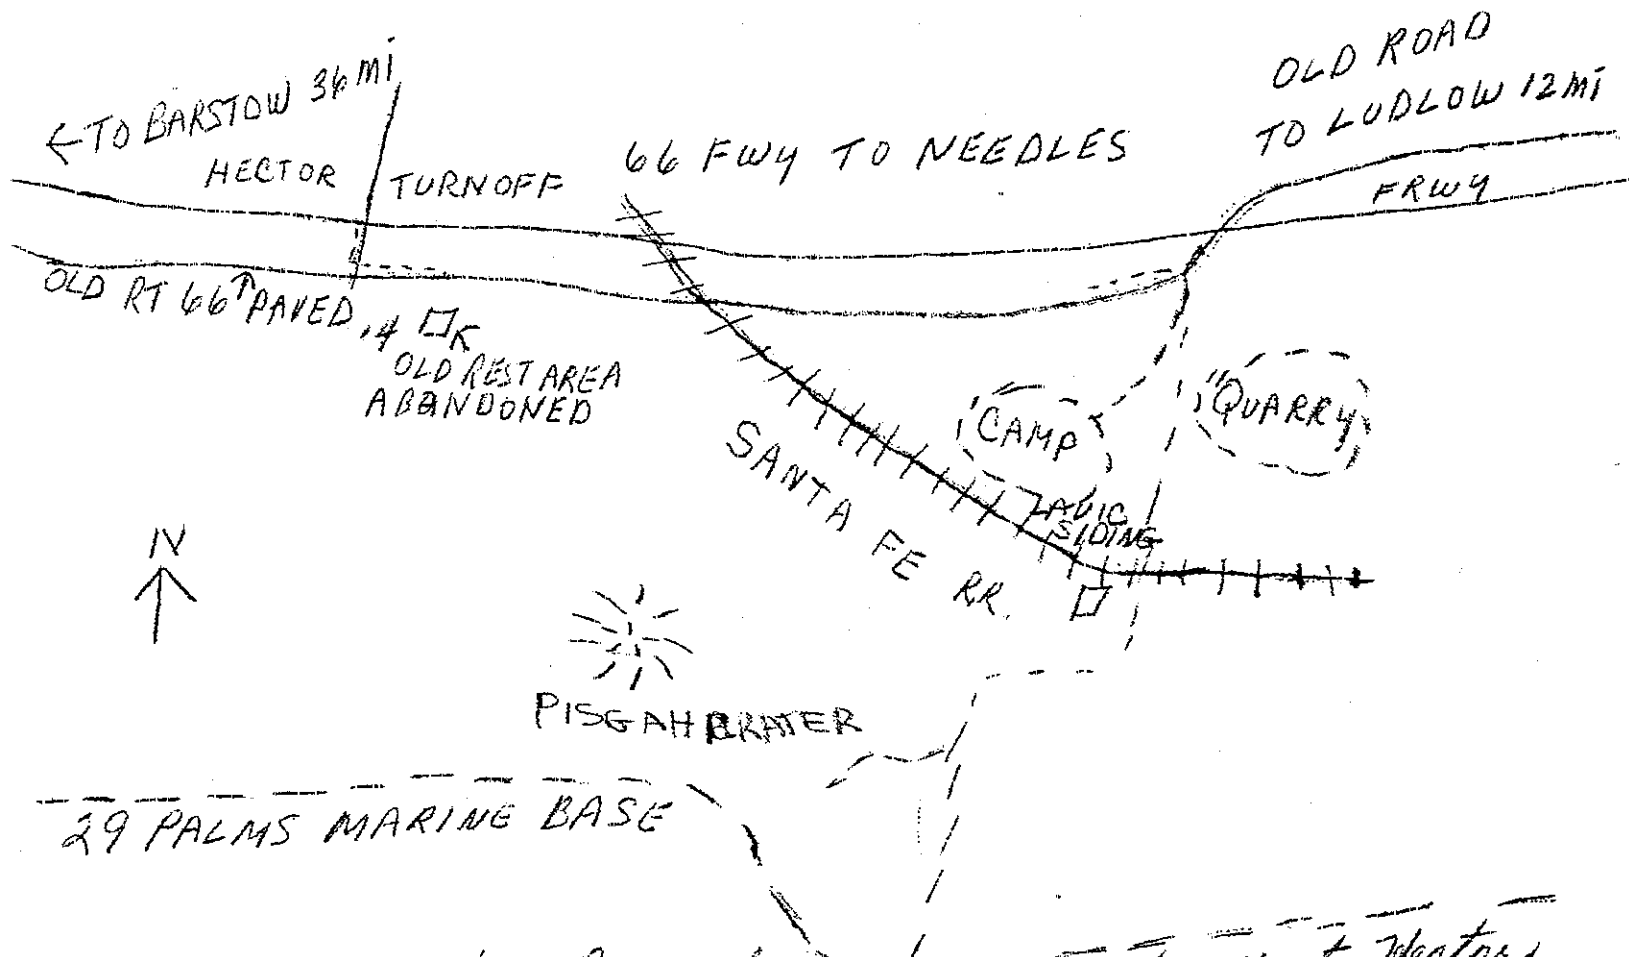 ←TO BARSTOW 36 Mi
OLD ROAD
TO LUDLOW 12 Mi
HECTOR TURNOFF
66 FWY TO NEEDLES
FRWY
OLD RT 66 ↑ PAVED
.4
OLD REST AREA
ABANDONED
CAMP
"QUARRY
SANTA FE RR.
LAVIC
SIDING
N
PISGAH CRATER
29 PALMS MARINE BASE